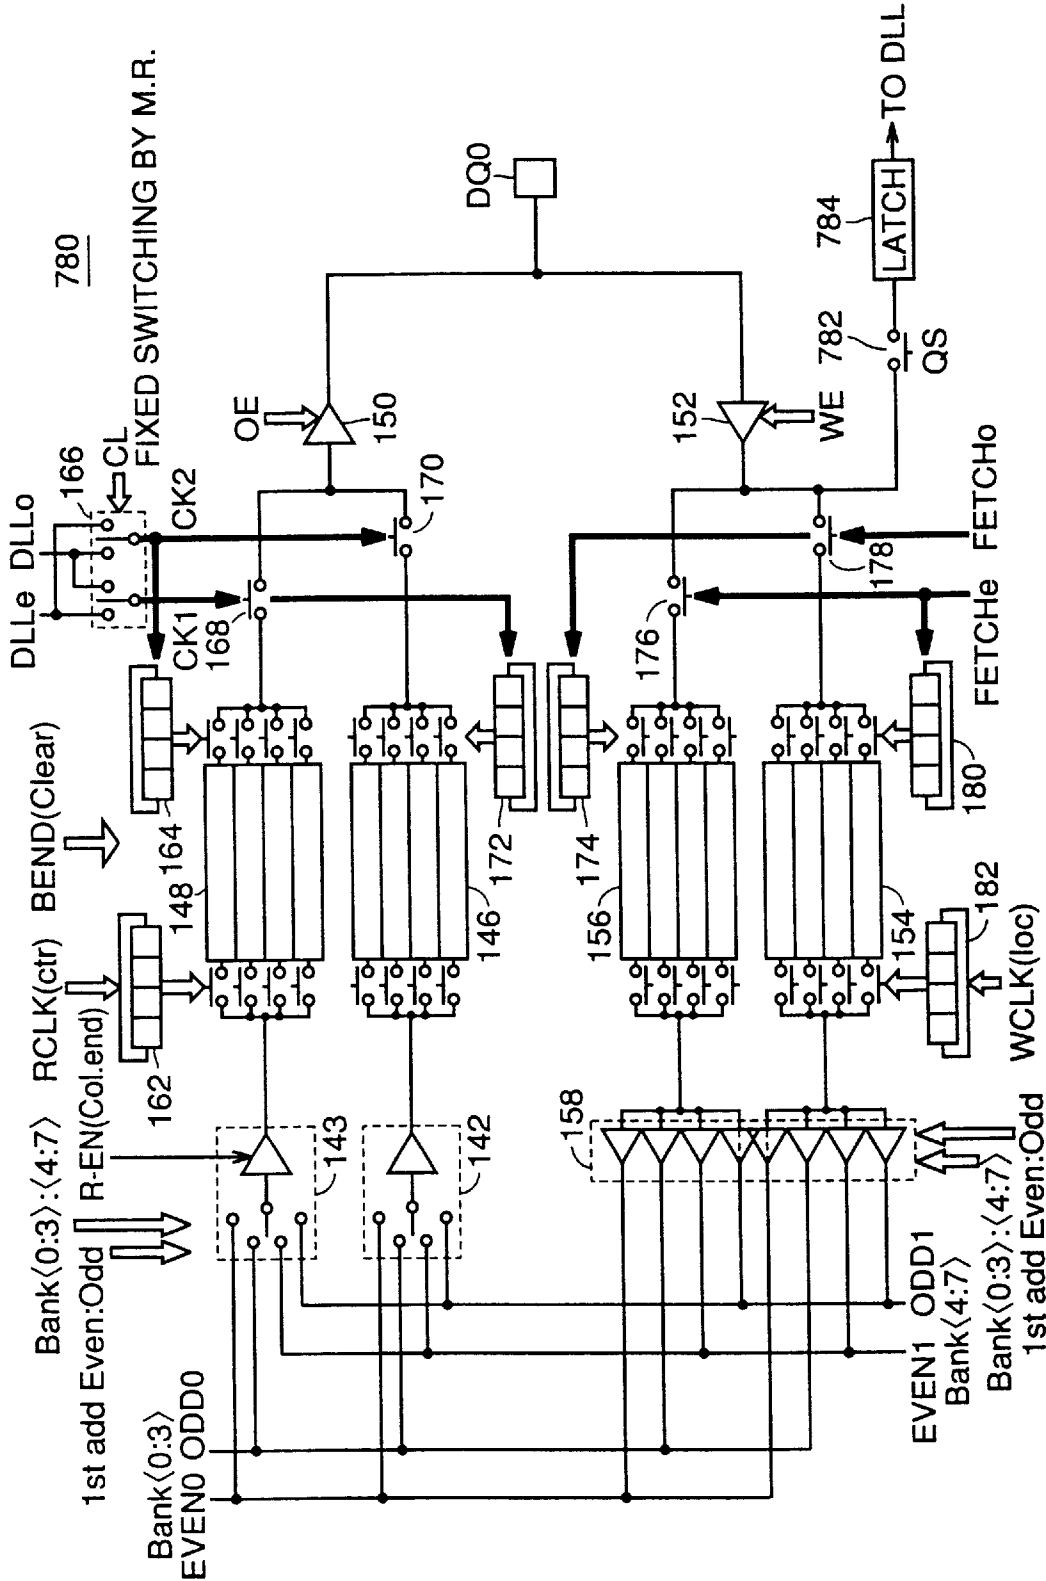 780
FIXED SWITCHING BY M.R.
DLLe DLLo
166
CL
CK1
CK2
BEND(Clear)
RCLK(ctr)
R-EN(Col.end)
Bank⟨0:3⟩:⟨4:7⟩
1st add Even:Odd
Bank⟨0:3⟩
EVEN0 ODD0
162
164
148
168
170
OE
150
DQ0
143
142
146
172
174
156
176
178
152
WE
782
QS
784
LATCH
TO DLL
158
154
180
182
FETCHe FETCHo
WCLK(loc)
EVEN1 ODD1
Bank⟨4:7⟩
Bank⟨0:3⟩:⟨4:7⟩
1st add Even:Odd